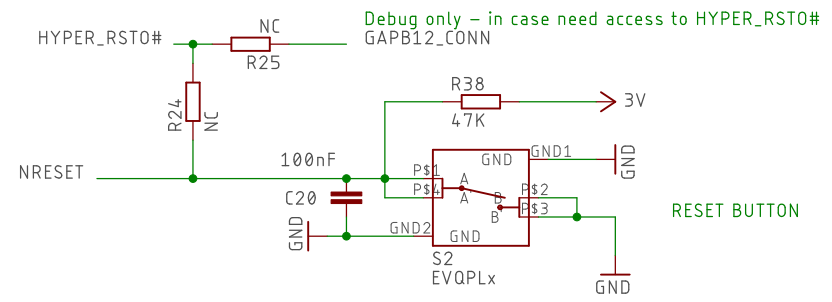 Debug only – in case need access to HYPER_RSTO#
NC
HYPER_RSTO#
GAPB12_CONN
R25
R38
3V
R24
NC
47K
GND1
GND
100nF
GND
NRESET
P$1
A
P$4
A'
B
P$2
C20
B'
P$3
RESET BUTTON
GND
GND2
GND
S2
EVQPLx
GND